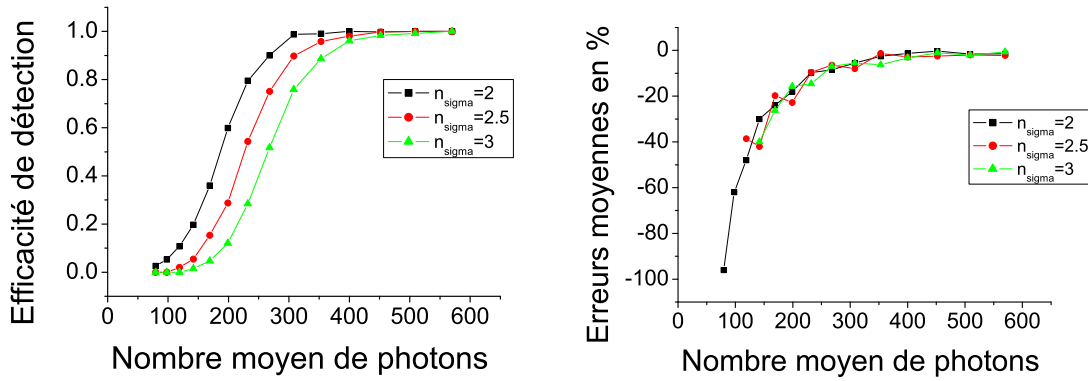 Efficacité de détection
1.0
0.8
0.6
0.4
0.2
0.0
n_sigma=2
n_sigma=2.5
n_sigma=3
0 100 200 300 400 500 600
Nombre moyen de photons
Erreurs moyennes en %
0
-20
-40
-60
-80
-100
n_sigma=2
n_sigma=2.5
n_sigma=3
0 100 200 300 400 500 600
Nombre moyen de photons